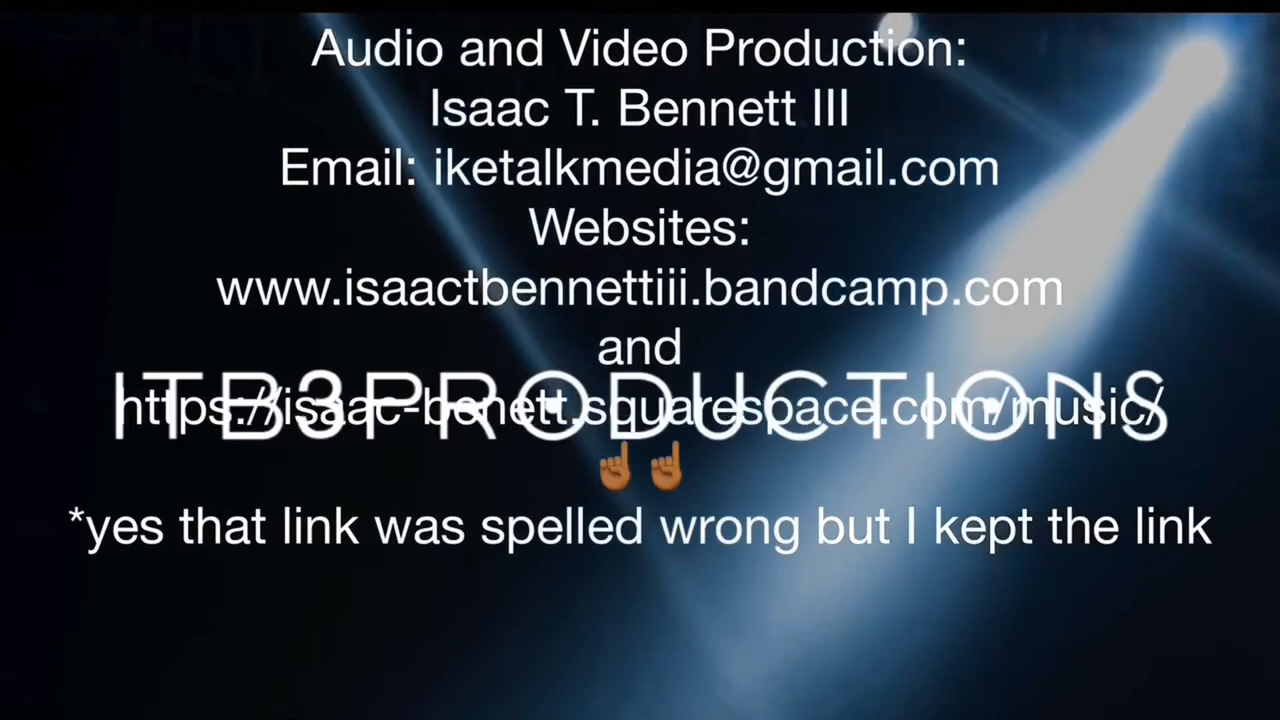 Audio and Video Production:
Isaac T. Bennett III
Email: iketalkmedia@gmail.com
Websites:
www.isaactbennettiii.bandcamp.com
and
https://isaac-benett.squarespace.com/music/
ITB3PRODUCTIONS
☝🏾☝🏾
*yes that link was spelled wrong but I kept the link